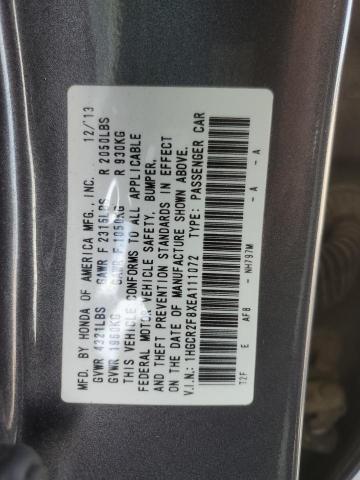 MFD. BY HONDA OF AMERICA MFG., INC. 12/'13
GVWR 4321LBS GAWR F 2315LBS R 2050LBS
GVWR 1960KG GAWR F 1050KG R 930KG
THIS VEHICLE CONFORMS TO ALL APPLICABLE
FEDERAL MOTOR VEHICLE SAFETY, BUMPER,
AND THEFT PREVENTION STANDARDS IN EFFECT
ON THE DATE OF MANUFACTURE SHOWN ABOVE.
V.I.N.: 1HGCR2F8XEA111072 TYPE: PASSENGER CAR
T2F E AF8 - NH797M - A - A